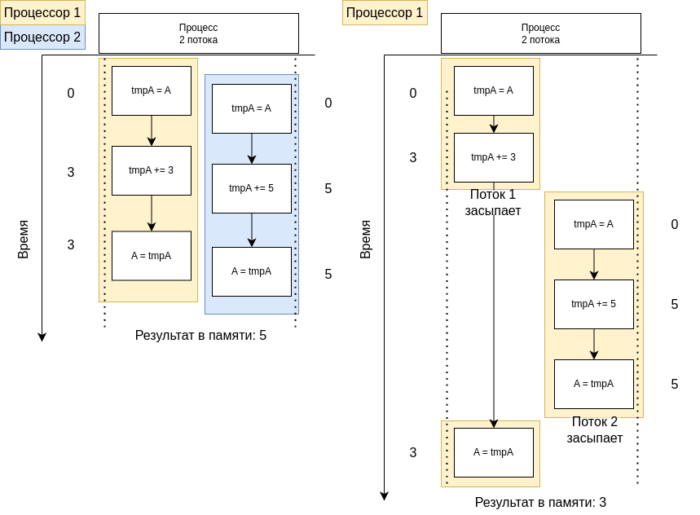 Процессор 1
Процессор 2
Процесс
2 потока
0
tmpA = A
tmpA = A
0
3
tmpA += 3
tmpA += 5
5
3
A = tmpA
A = tmpA
5
Время
Результат в памяти: 5
Процессор 1
Процесс
2 потока
0
tmpA = A
3
tmpA += 3
Поток 1
засыпает
tmpA = A
0
Время
tmpA += 5
5
A = tmpA
5
Поток 2
засыпает
3
A = tmpA
Результат в памяти: 3